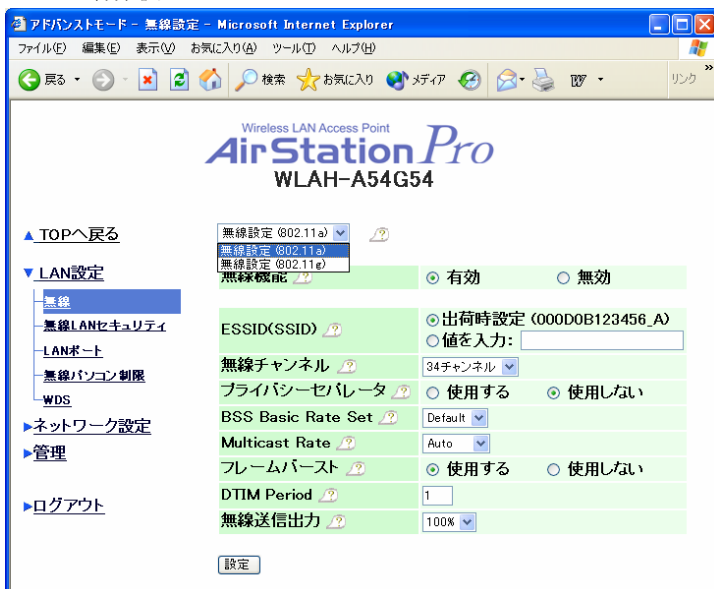 アドバンストモード - 無線設定 - Microsoft Internet Explorer
ファイル(F) 編集(E) 表示(V) お気に入り(A) ツール(T) ヘルプ(H)
戻る 検索 お気に入り メディア リンク »
Wireless LAN Access Point
AirStation Pro
WLAH-A54G54
▲ TOPへ戻る
▼ LAN設定
無線
無線LANセキュリティ
LANポート
無線パソコン制限
WDS
▶ネットワーク設定
▶管理
▶ログアウト
無線設定 (802.11a)
無線設定 (802.11a)
無線設定 (802.11g)
無線機能 有効 無効
ESSID(SSID) 出荷時設定 (000D0B123456_A)
値を入力:
無線チャンネル 34チャンネル
プライバシーセパレータ 使用する 使用しない
BSS Basic Rate Set Default
Multicast Rate Auto
フレームバースト 使用する 使用しない
DTIM Period 1
無線送信出力 100%
設定